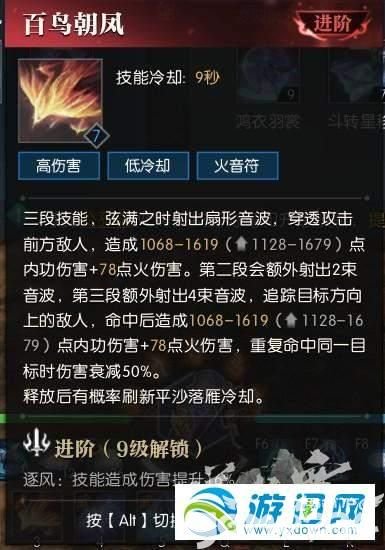 百鸟朝凤
进阶
技能冷却: 9秒
7
9
鸿衣羽裳
斗转星移
高伤害
低冷却
火音符
三段技能，弦满之时射出扇形音波，穿透攻击
前方敌人，造成1068-1619（1128-1679）点
内功伤害+78点火伤害。第二段会额外射出2束
音波，第三段额外射出4束音波，追踪目标方向
上的敌人，命中后造成1068-1619（1128-16
79）点内功伤害+78点火伤害，重复命中同一目
标时伤害衰减50%。
释放后有概率刷新平沙落雁冷却。
进阶（9级解锁）
F6
F7
F8
逐风：技能造成伤害提升
按【Alt】切换
游迅网
www.yxdown.com